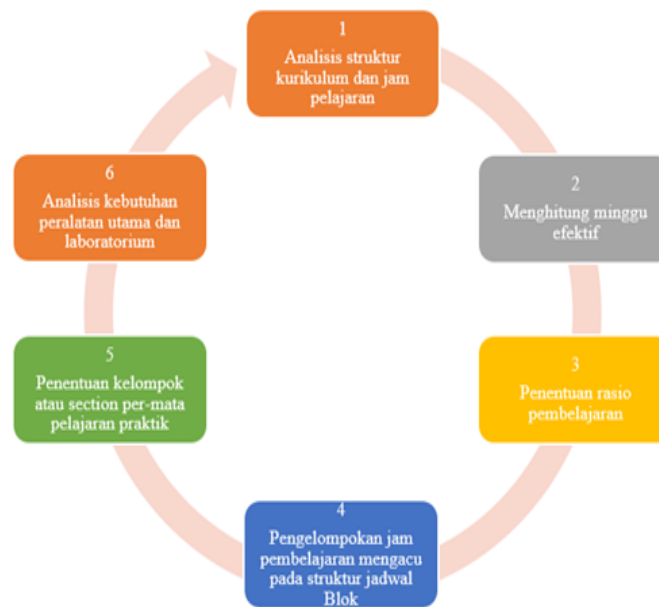 1
Analisis struktur
kurikulum dan jam
pelajaran
2
Menghitung minggu
efektif
3
Penentuan rasio
pembelajaran
4
Pengelompokan jam
pembelajaran mengacu
pada struktur jadwal
Blok
5
Penentuan kelompok
atau section per-mata
pelajaran praktik
6
Analisis kebutuhan
peralatan utama dan
laboratorium